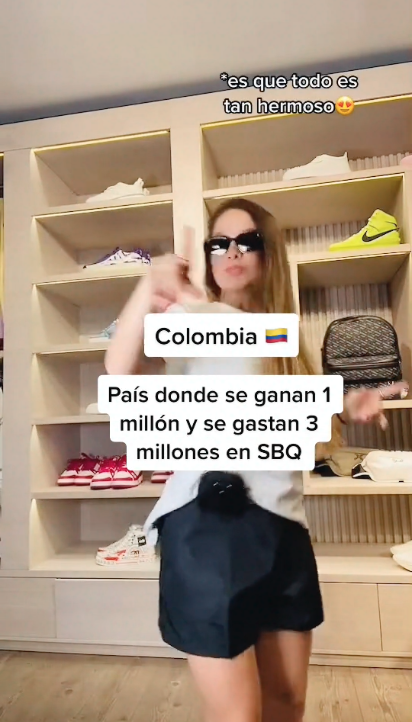 *es que todo es
tan hermoso😍
Colombia 🇨🇴
País donde se ganan 1
millón y se gastan 3
millones en SBQ